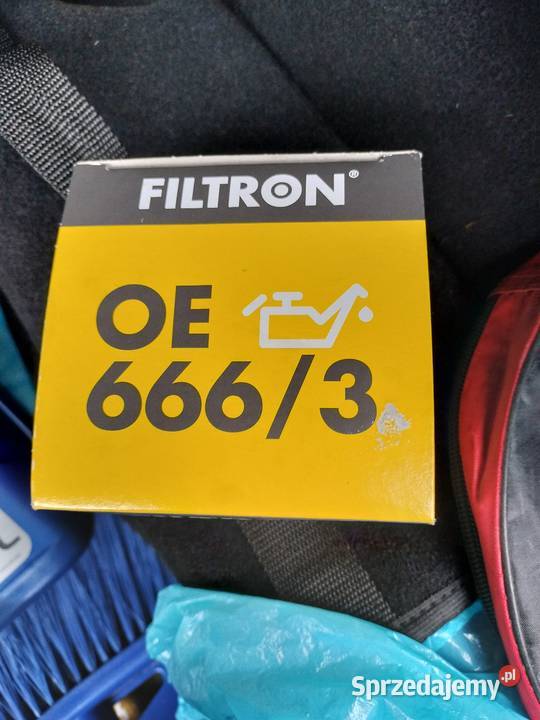 FILTRON®
OE
666/3
L
Sprzedajemy.pl